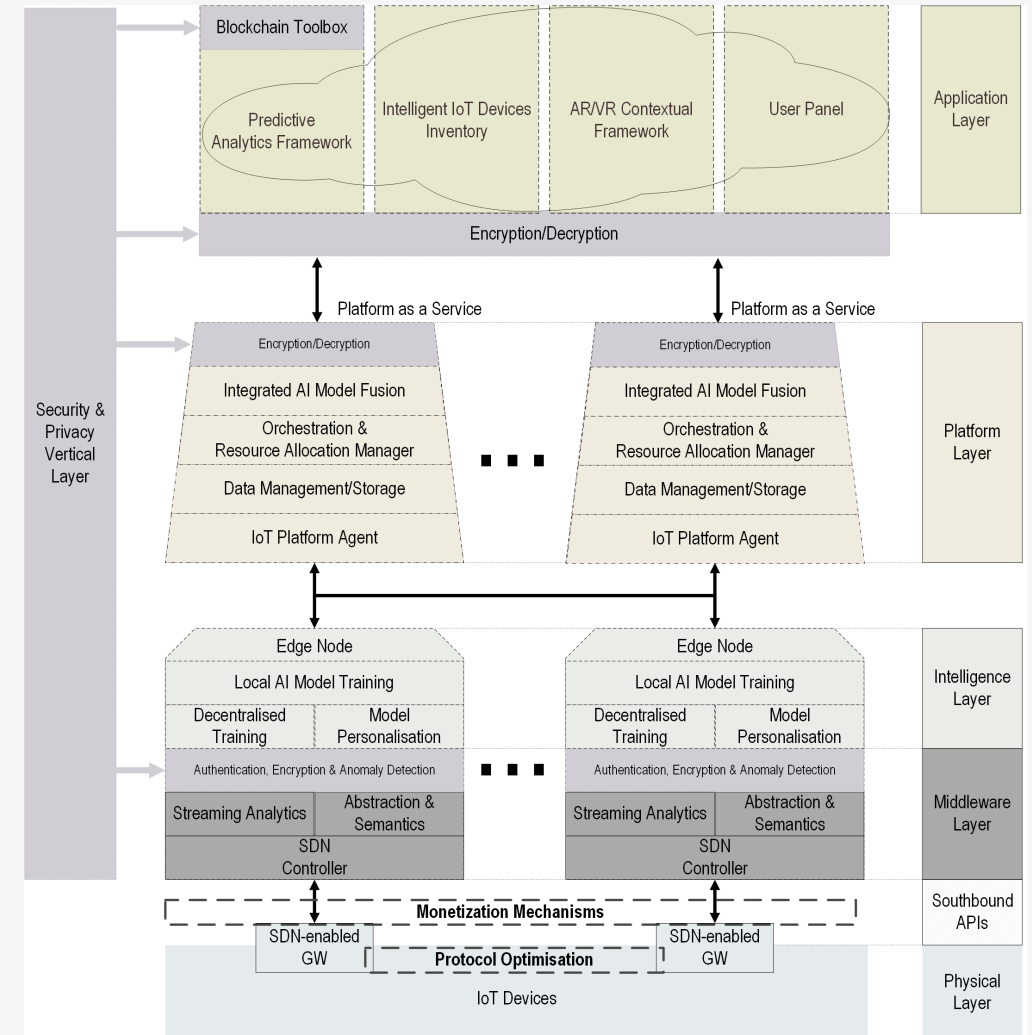 Blockchain Toolbox
Predictive
Analytics Framework
Intelligent IoT Devices
Inventory
AR/VR Contextual
Framework
User Panel
Application
Layer
Encryption/Decryption
Platform as a Service
Platform as a Service
Security &
Privacy
Vertical
Layer
Encryption/Decryption
Integrated AI Model Fusion
Orchestration &
Resource Allocation Manager
Data Management/Storage
IoT Platform Agent
Encryption/Decryption
Integrated AI Model Fusion
Orchestration &
Resource Allocation Manager
Data Management/Storage
IoT Platform Agent
Platform
Layer
Edge Node
Local AI Model Training
Decentralised
Training
Model
Personalisation
Edge Node
Local AI Model Training
Decentralised
Training
Model
Personalisation
Intelligence
Layer
Authentication, Encryption & Anomaly Detection
Streaming Analytics
Abstraction &
Semantics
SDN
Controller
Authentication, Encryption & Anomaly Detection
Streaming Analytics
Abstraction &
Semantics
SDN
Controller
Middleware
Layer
Monetization Mechanisms
Southbound
APIs
SDN-enabled
GW
Protocol Optimisation
SDN-enabled
GW
IoT Devices
Physical
Layer